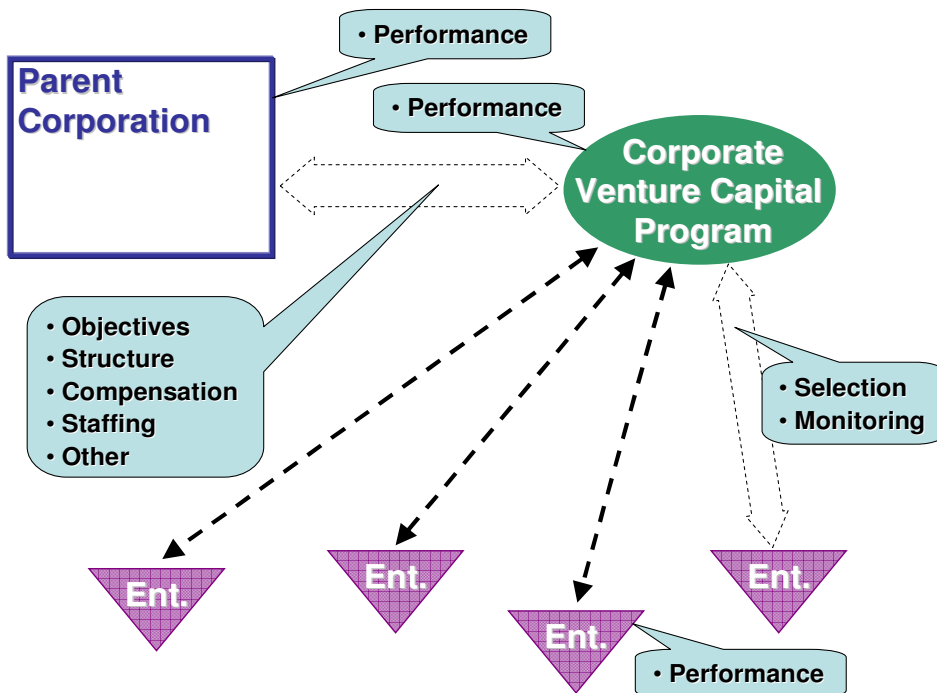 • Performance
Parent
Corporation
• Performance
Corporate
Venture Capital
Program
• Objectives
• Structure
• Compensation
• Staffing
• Other
• Selection
• Monitoring
Ent.
Ent.
Ent.
Ent.
• Performance